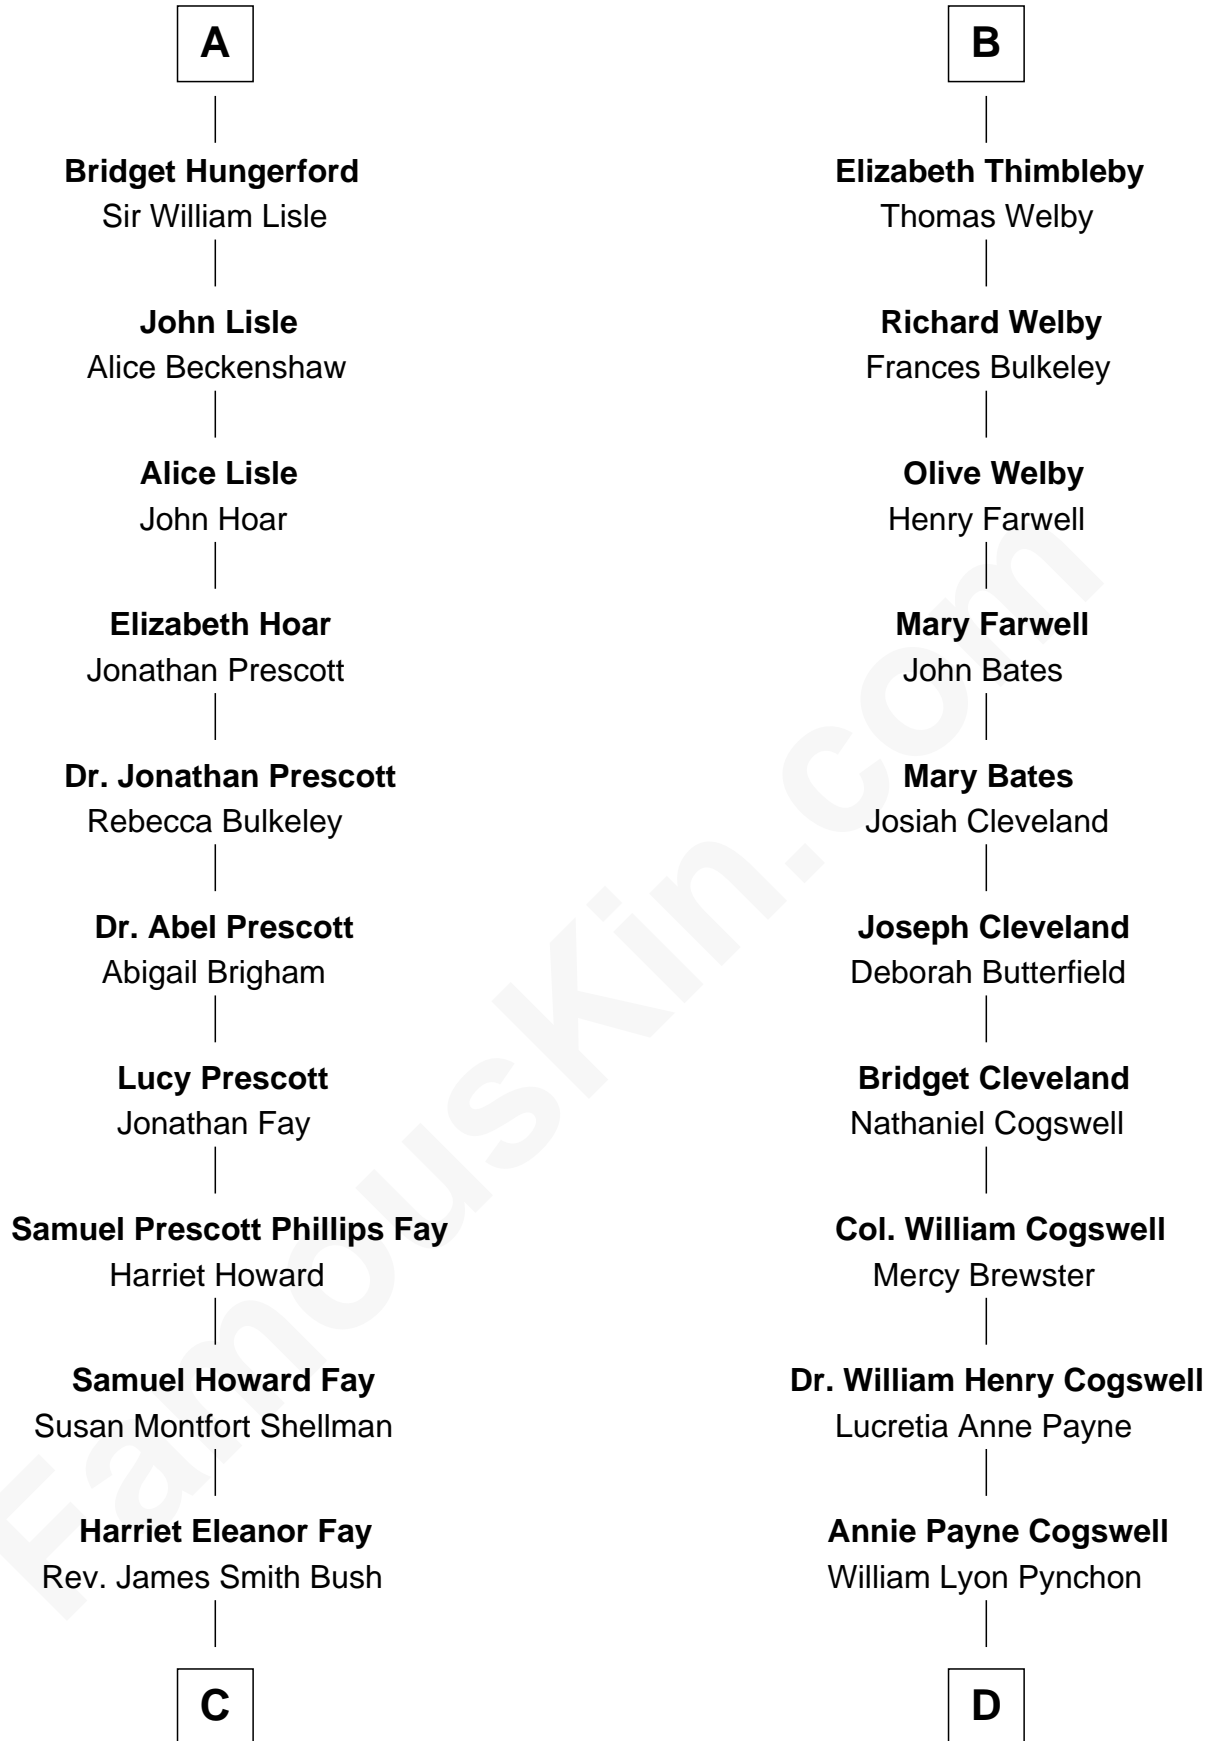 A
Bridget Hungerford
Sir William Lisle
John Lisle
Alice Beckenshaw
Alice Lisle
John Hoar
Elizabeth Hoar
Jonathan Prescott
Dr. Jonathan Prescott
Rebecca Bulkeley
Dr. Abel Prescott
Abigail Brigham
Lucy Prescott
Jonathan Fay
Samuel Prescott Phillips Fay
Harriet Howard
Samuel Howard Fay
Susan Montfort Shellman
Harriet Eleanor Fay
Rev. James Smith Bush
C
B
Elizabeth Thimbleby
Thomas Welby
Richard Welby
Frances Bulkeley
Olive Welby
Henry Farwell
Mary Farwell
John Bates
Mary Bates
Josiah Cleveland
Joseph Cleveland
Deborah Butterfield
Bridget Cleveland
Nathaniel Cogswell
Col. William Cogswell
Mercy Brewster
Dr. William Henry Cogswell
Lucretia Anne Payne
Annie Payne Cogswell
William Lyon Pynchon
D
FamousKin.com